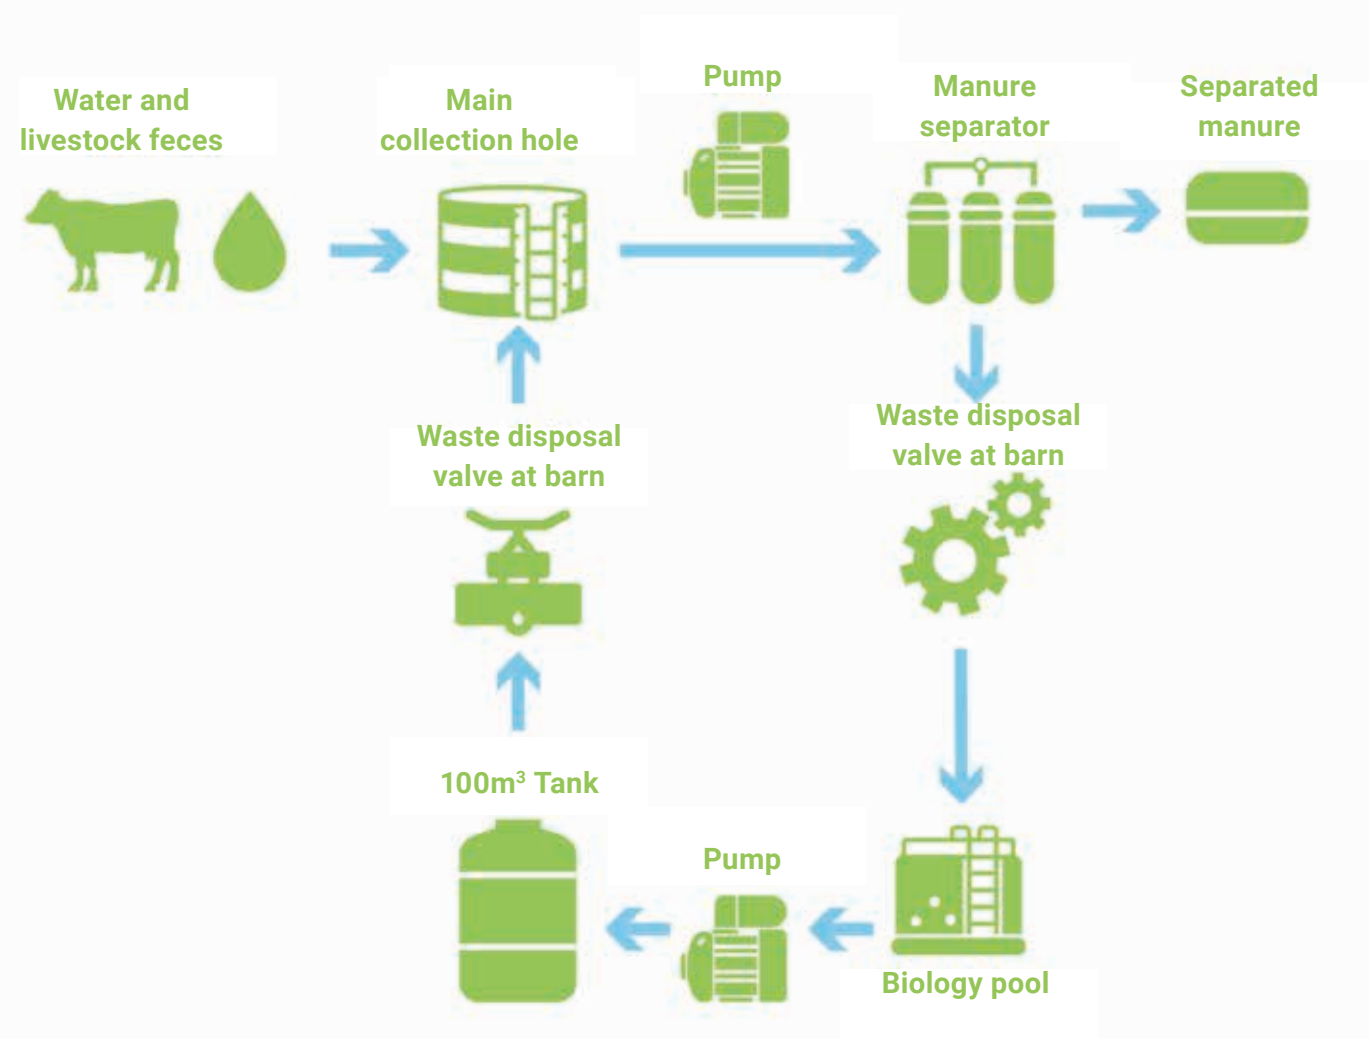 Water and
livestock feces
Main
collection hole
Pump
Manure
separator
Separated
manure
Waste disposal
valve at barn
Waste disposal
valve at barn
100m³ Tank
Pump
Biology pool